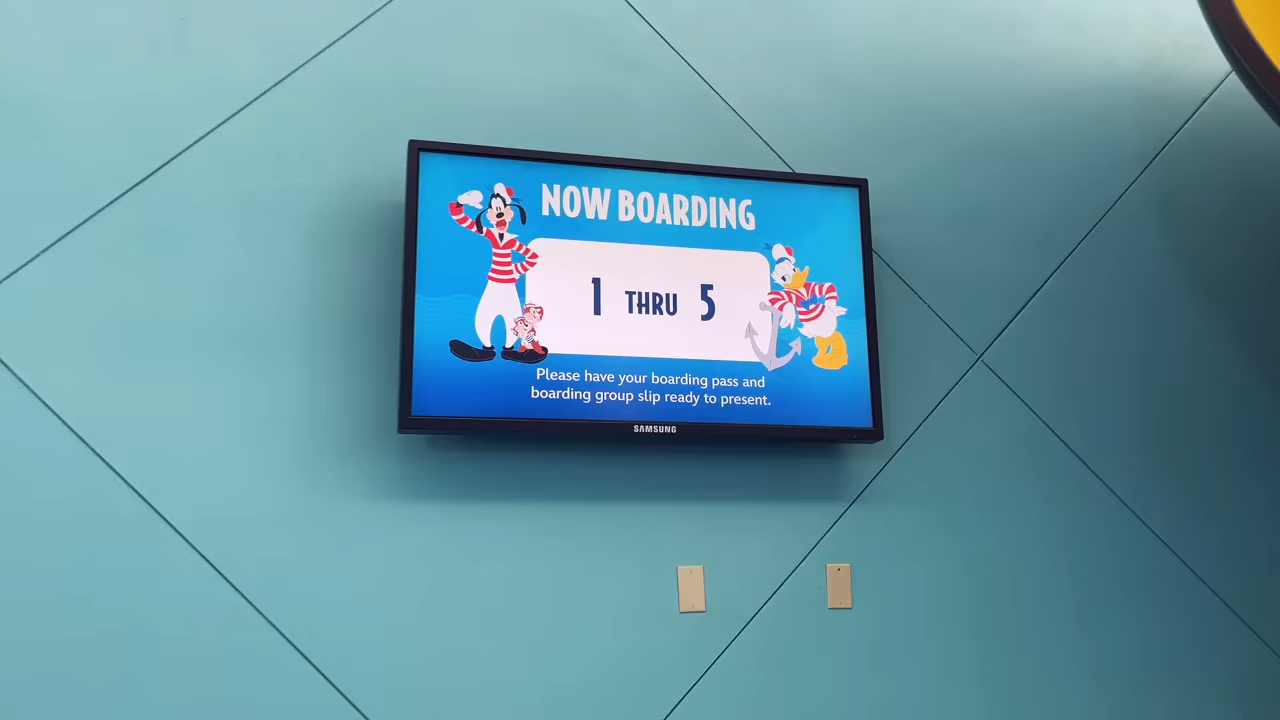 NOW BOARDING
1 THRU 5
Please have your boarding pass and
boarding group slip ready to present.
SAMSUNG